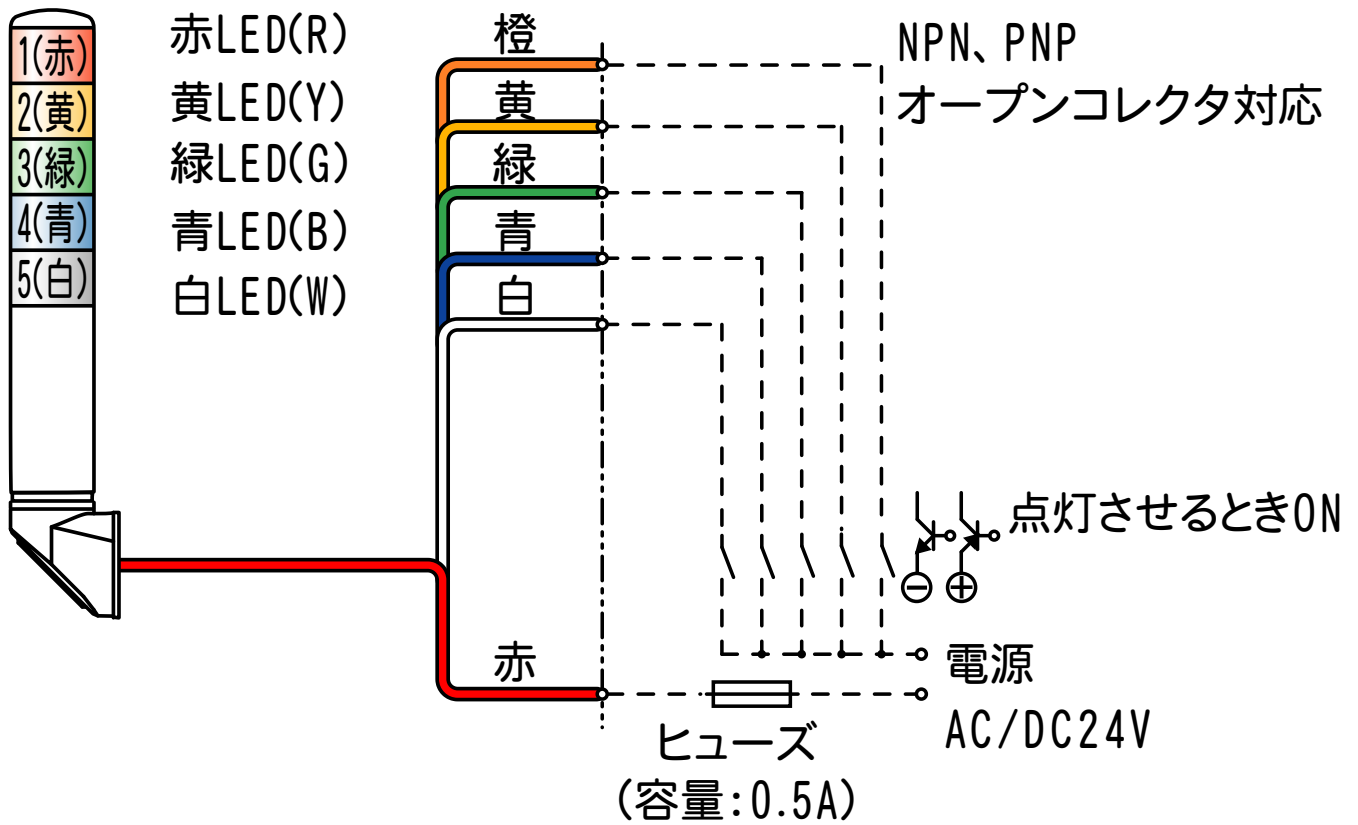 1(赤)
2(黄)
3(緑)
4(青)
5(白)
赤LED(R)
黄LED(Y)
緑LED(G)
青LED(B)
白LED(W)
橙
黄
緑
青
白
赤
NPN、PNP
オープンコレクタ対応
点灯させるときON
電源
AC/DC24V
ヒューズ
(容量:0.5A)